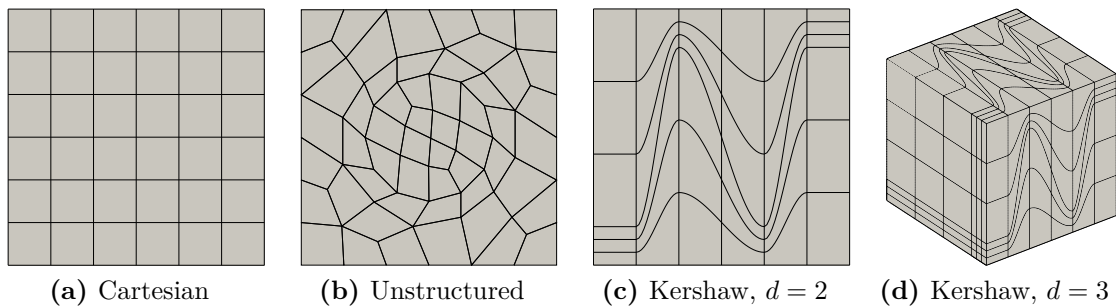 (a) Cartesian
(b) Unstructured
(c) Kershaw, d = 2
(d) Kershaw, d = 3